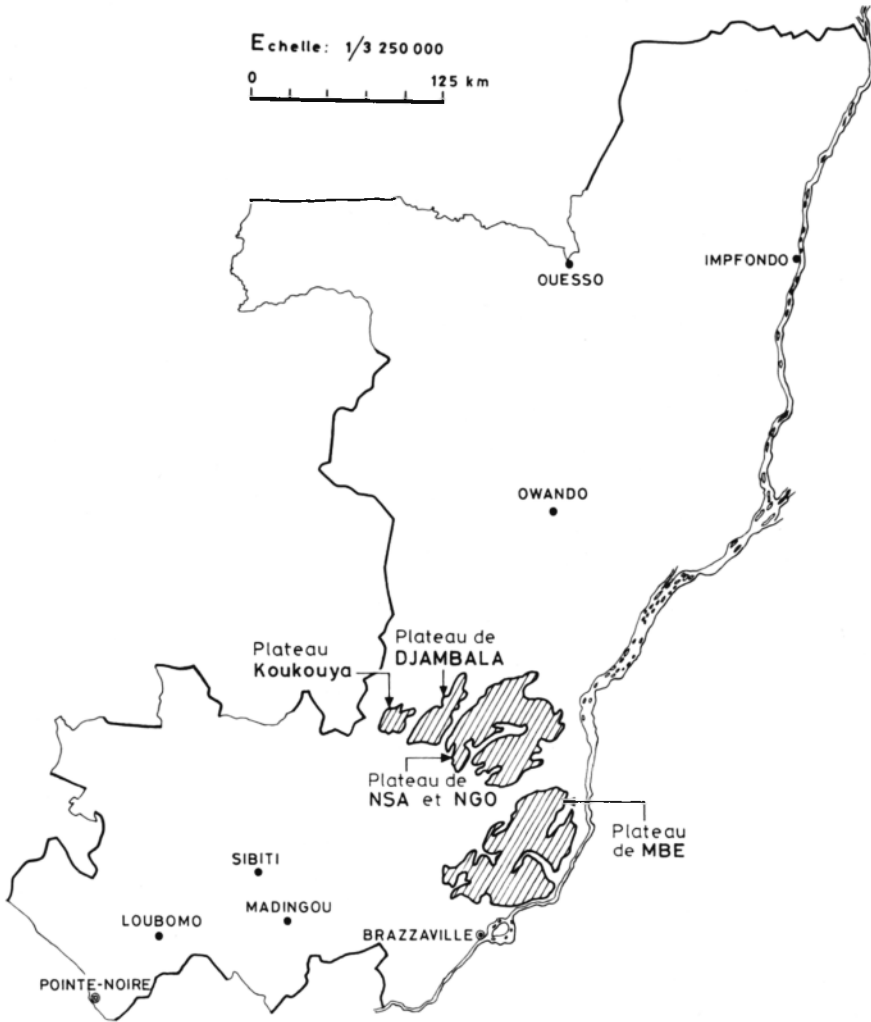 Echelle: 1/3 250 000
0 125 km
OUESSO
IMPFONDO
OWANDO
Plateau
Koukouya
Plateau de
DJAMBALA
Plateau de
NSA et NGO
Plateau
de MBE
SIBITI
MADINGOU
LOUBOMO
BRAZZAVILLE
POINTE-NOIRE